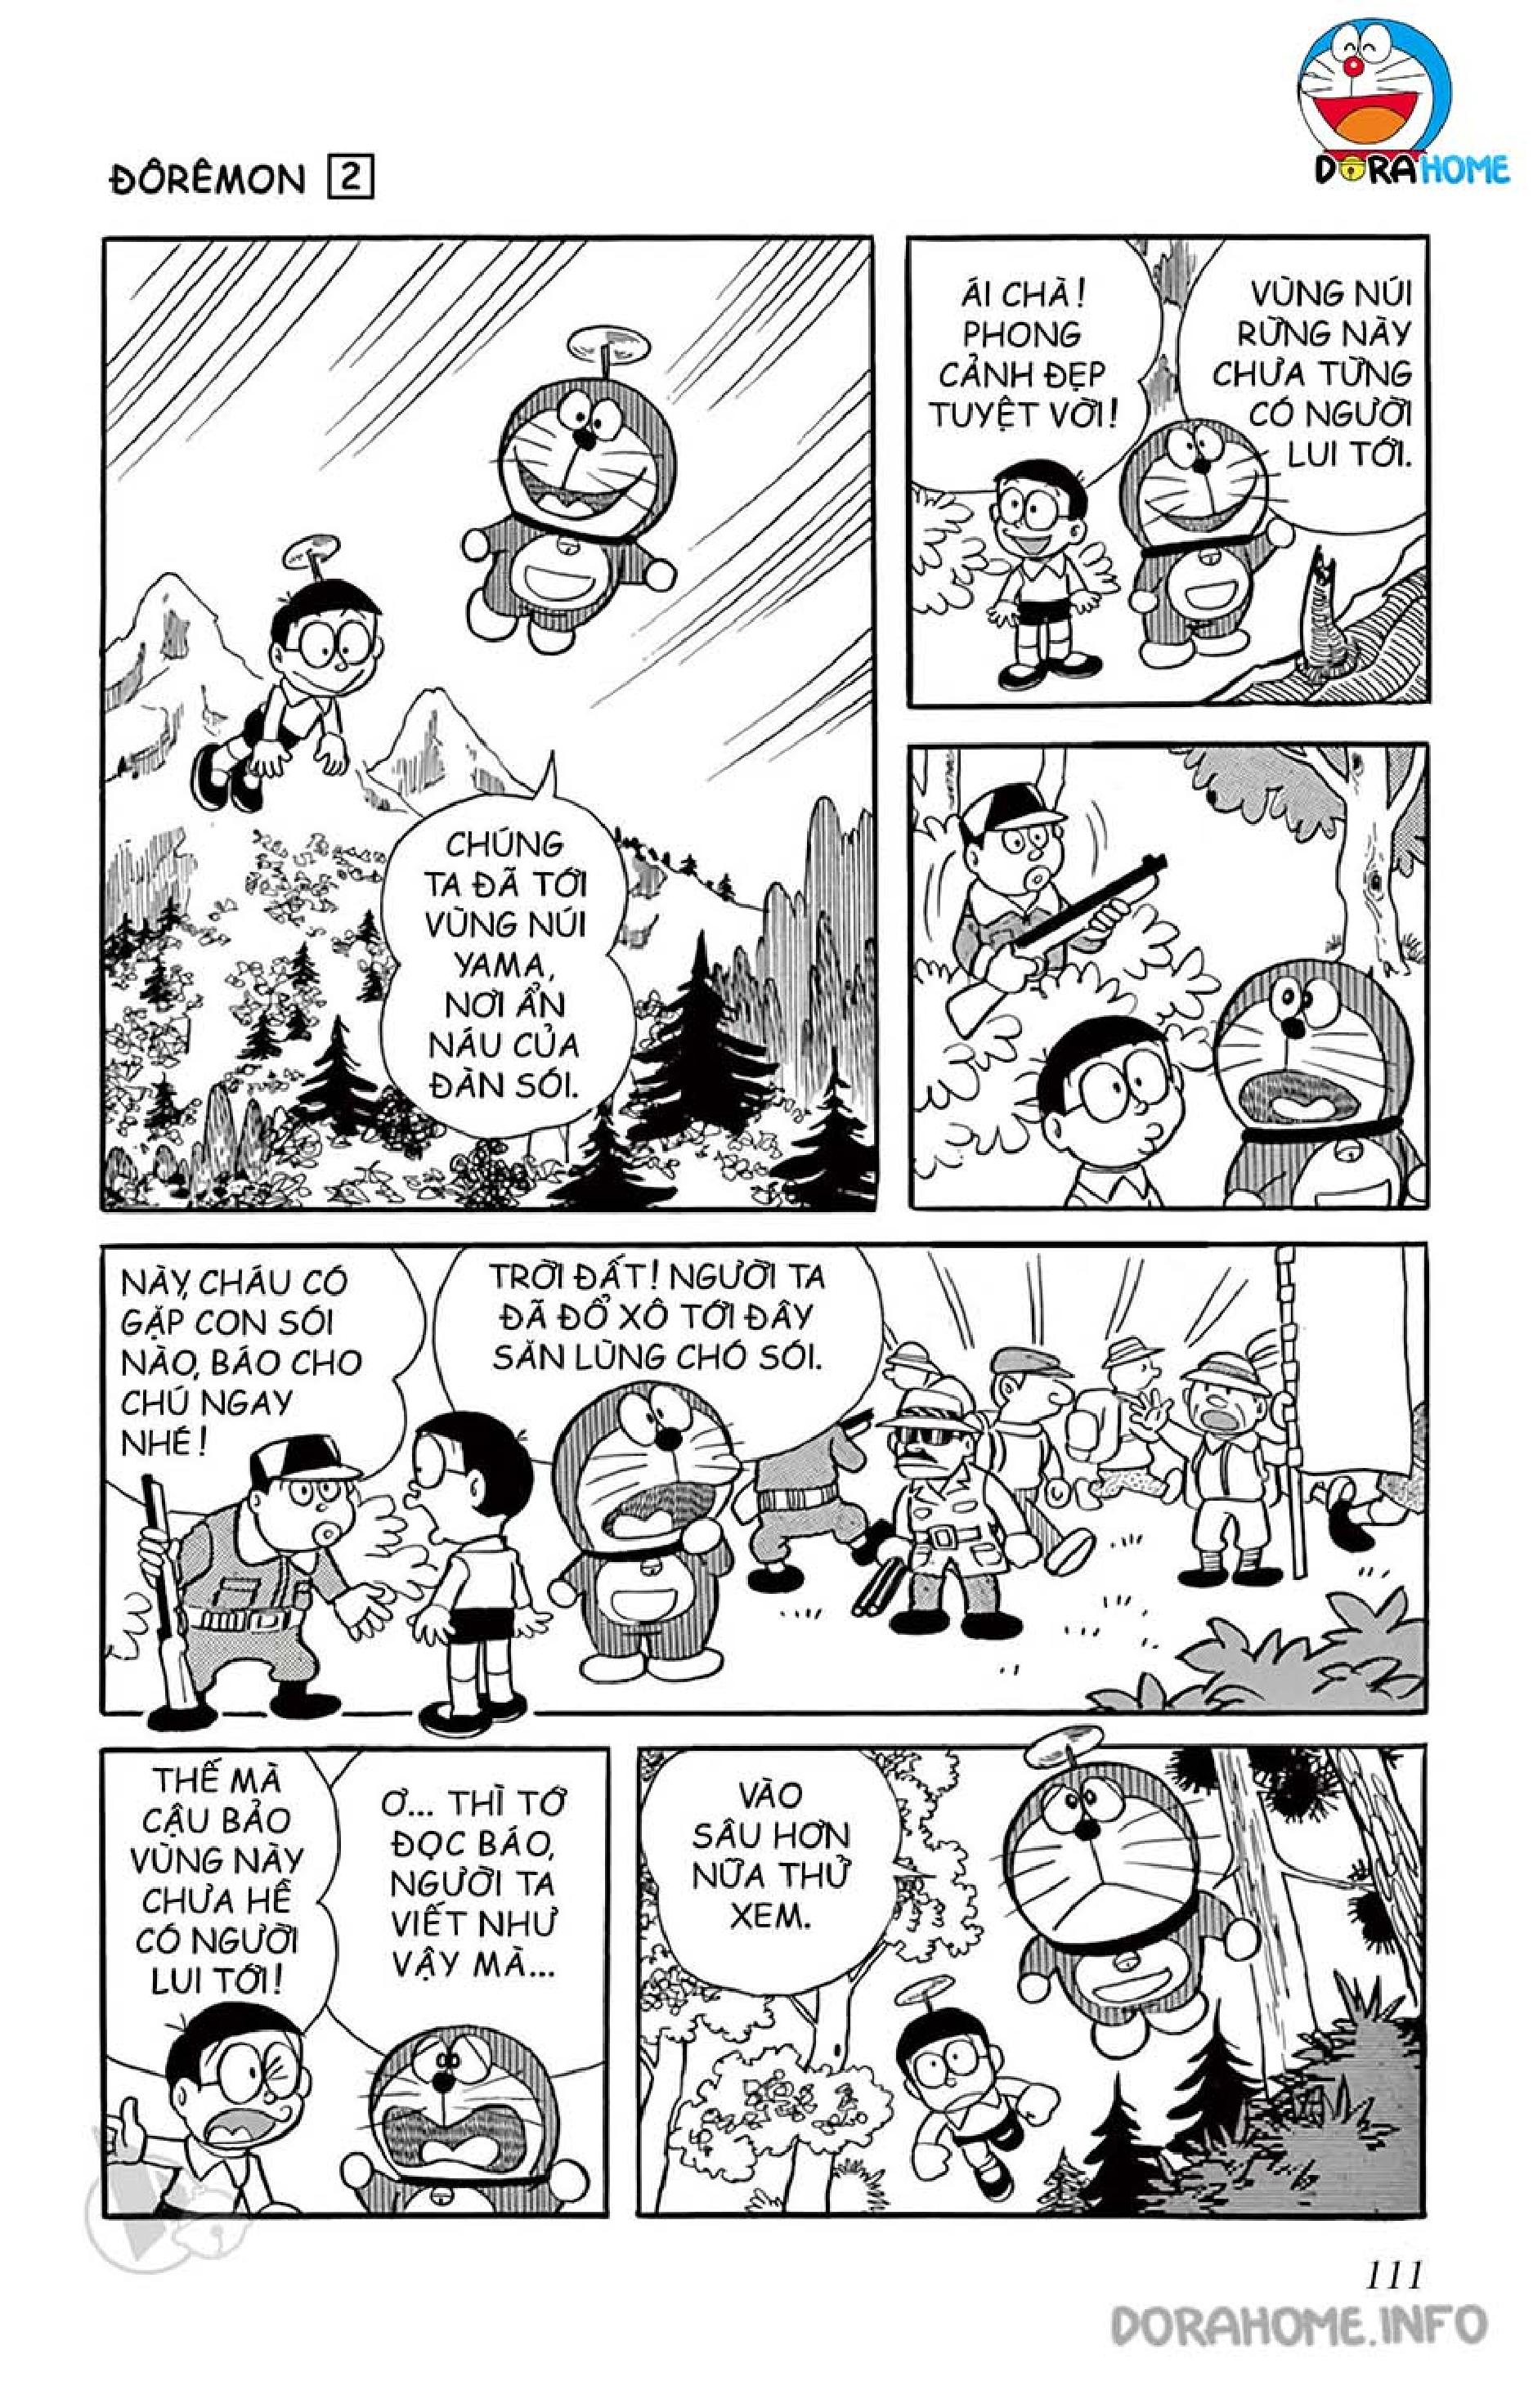 DORAHOME
ĐÔRÊMON 2
CHÚNG
TA ĐÃ TỚI
VÙNG NÚI
YAMA,
NƠI ẨN
NÁU CỦA
ĐÀN SÓI.
ÁI CHÀ!
PHONG
CẢNH ĐẸP
TUYỆT VỜI!
VÙNG NÚI
RỪNG NÀY
CHƯA TỪNG
CÓ NGƯỜI
LUI TỚI.
NÀY, CHÁU CÓ
GẶP CON SÓI
NÀO, BÁO CHO
CHÚ NGAY
NHÉ!
TRỜI ĐẤT! NGƯỜI TA
ĐÃ ĐỔ XÔ TỚI ĐÂY
SĂN LÙNG CHÓ SÓI.
THẾ MÀ
CẬU BẢO
VÙNG NÀY
CHƯA HỀ
CÓ NGƯỜI
LUI TỚI!
Ơ... THÌ TỚ
ĐỌC BÁO,
NGƯỜI TA
VIẾT NHƯ
VẬY MÀ...
VÀO
SÂU HƠN
NỮA THỬ
XEM.
111
DORAHOME.INFO